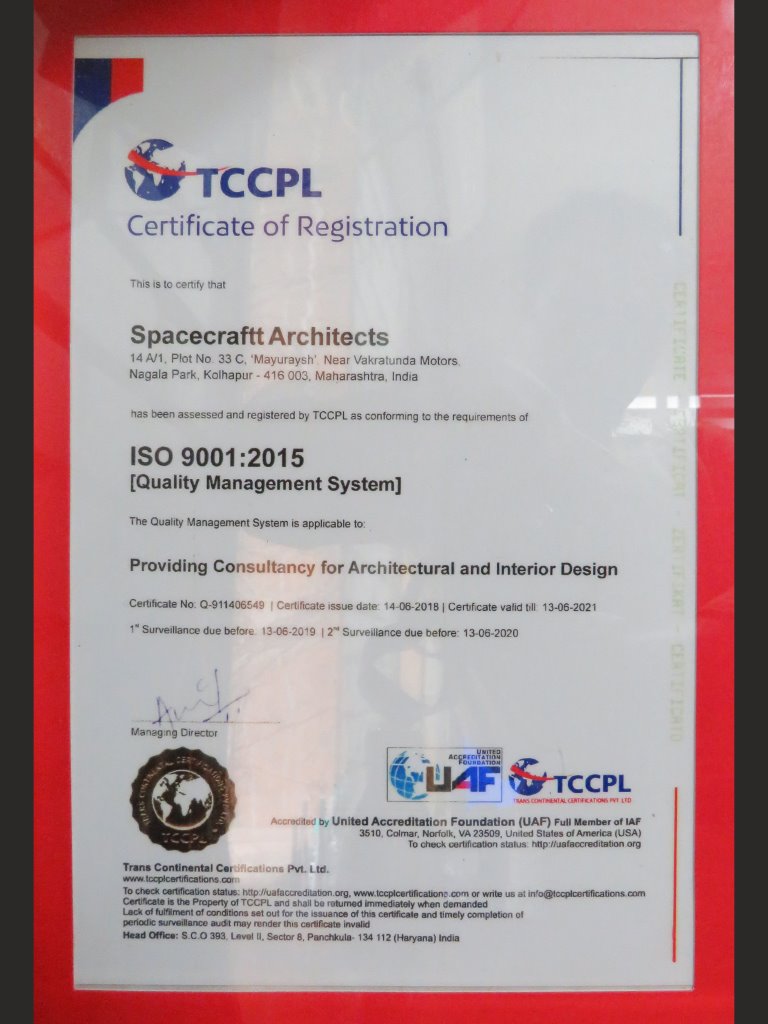 TCCPL
Certificate of Registration
This is to certify that
Spacecraftt Architects
14 A/1, Plot No. 33 C, 'Mayuraysh', Near Vakratunda Motors,
Nagala Park, Kolhapur - 416 003, Maharashtra, India
has been assessed and registered by TCCPL as conforming to the requirements of
ISO 9001:2015
[Quality Management System]
The Quality Management System is applicable to:
Providing Consultancy for Architectural and Interior Design
Certificate No: Q-911406549 | Certificate issue date: 14-06-2018 | Certificate valid till: 13-06-2021
1st Surveillance due before: 13-06-2019 | 2nd Surveillance due before: 13-06-2020
Managing Director
TRANS CONTINENTAL CERTIFICATIONS PVT. LTD.
TCCPL
UNITED
ACCREDITATION
FOUNDATION
UAF
TCCPL
TRANS CONTINENTAL CERTIFICATIONS PVT. LTD.
Accredited by United Accreditation Foundation (UAF) Full Member of IAF
3510, Colmar, Norfolk, VA 23509, United States of America (USA)
To check certification status: http://uafaccreditation.org
Trans Continental Certifications Pvt. Ltd.
www.tccplcertifications.com
To check certification status: http://uafaccreditation.org, www.tccplcertifications.com or write us at info@tccplcertifications.com
Certificate is the Property of TCCPL and shall be returned immediately when demanded
Lack of fulfilment of conditions set out for the issuance of this certificate and timely completion of
periodic surveillance audit may render this certificate invalid
Head Office: S.C.O 393, Level II, Sector 8, Panchkula- 134 112 (Haryana) India
CERTIFICATE - CERTIFICAT - ZERTIFIKAT - CERTIFICATO